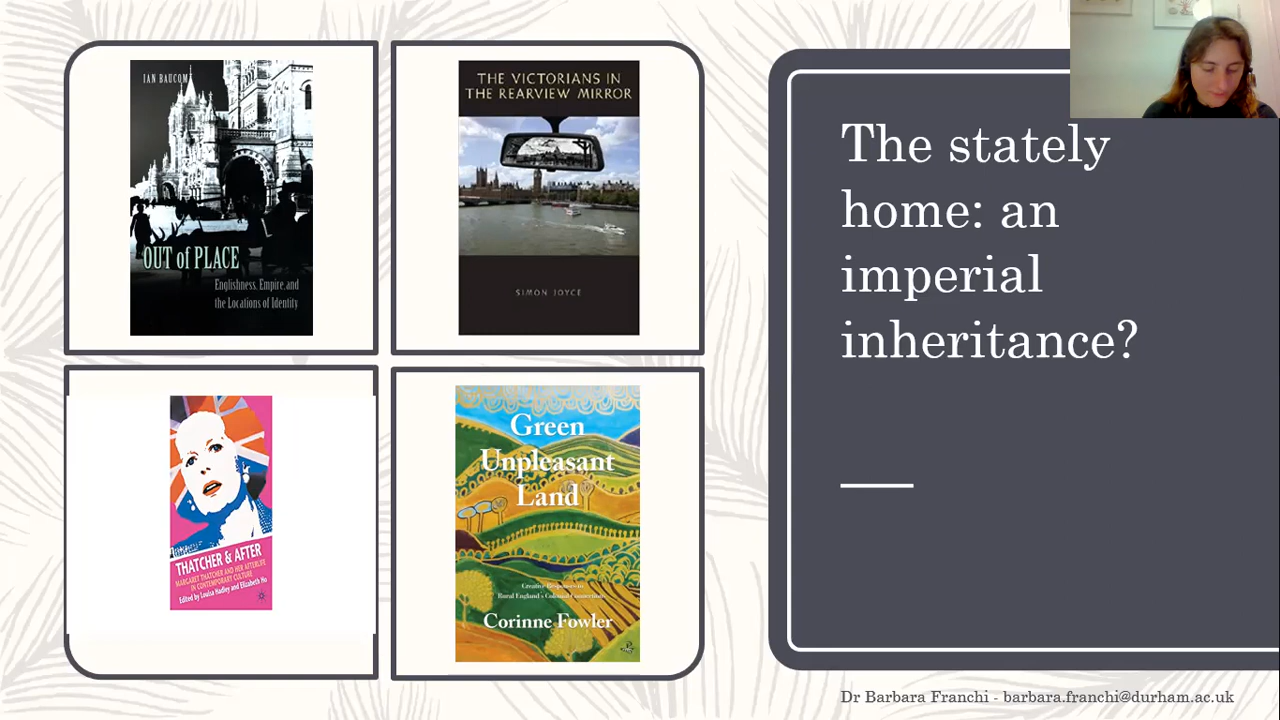 IAN BAUCOM
OUT of PLACE
Englishness, Empire, and
the Locations of Identity
THE VICTORIANS IN
THE REARVIEW MIRROR
SIMON JOYCE
THATCHER & AFTER
MARGARET THATCHER AND HER AFTERLIFE
IN CONTEMPORARY CULTURE
Edited by Louisa Hadley and Elizabeth Ho
Green
Unpleasant
Land
Creative Responses to
Rural England's Colonial Connections
Corinne Fowler
The stately
home: an
imperial
inheritance?
Dr Barbara Franchi - barbara.franchi@durham.ac.uk